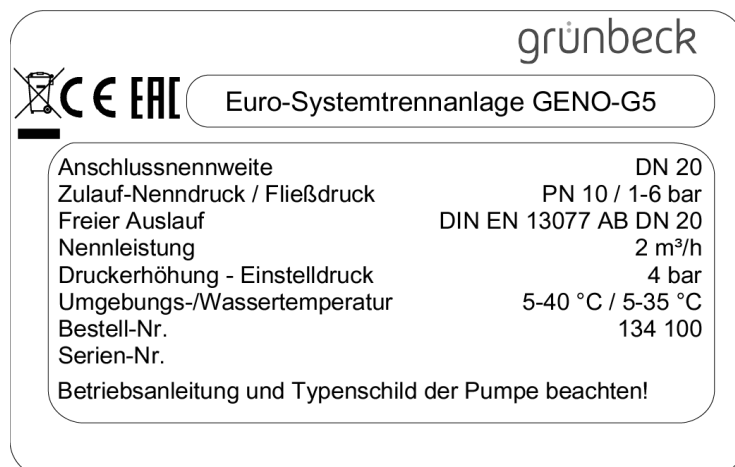 grünbeck
CE EAC
Euro-Systemtrennanlage GENO-G5
Anschlussnennweite DN 20
Zulauf-Nenndruck / Fließdruck PN 10 / 1-6 bar
Freier Auslauf DIN EN 13077 AB DN 20
Nennleistung 2 m³/h
Druckerhöhung - Einstelldruck 4 bar
Umgebungs-/Wassertemperatur 5-40 °C / 5-35 °C
Bestell-Nr. 134 100
Serien-Nr.
Betriebsanleitung und Typenschild der Pumpe beachten!